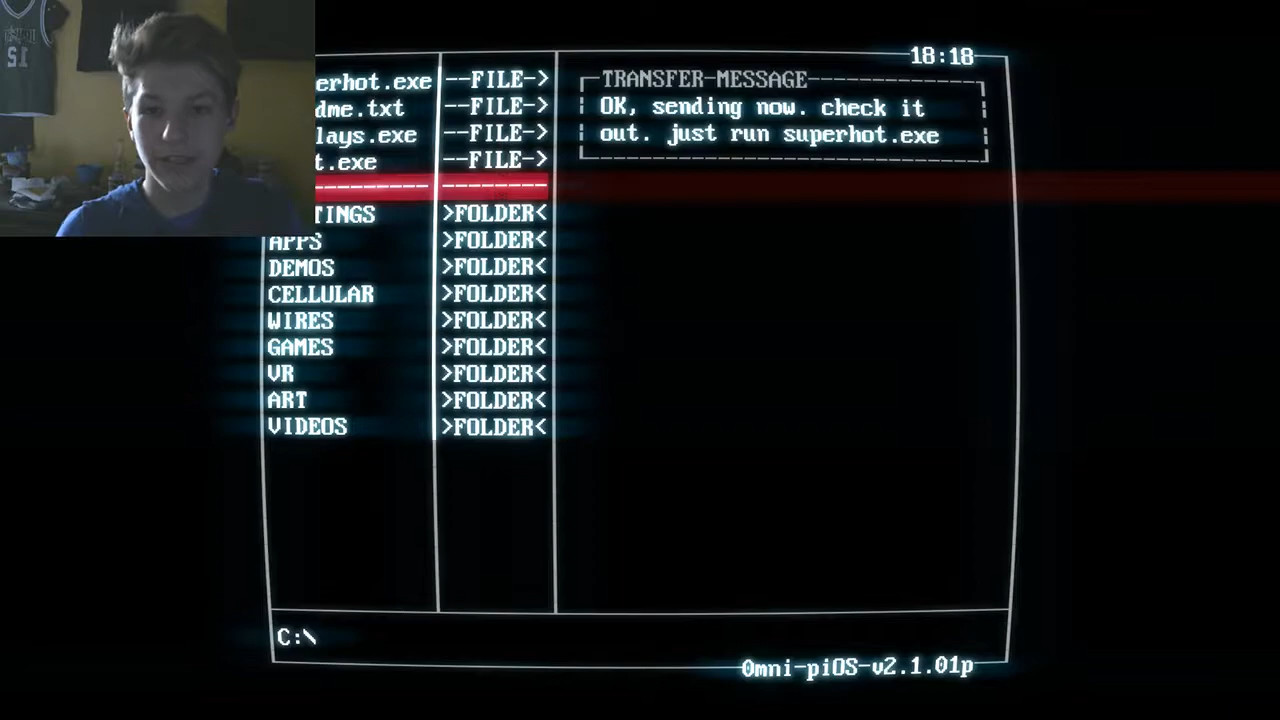 18:18
erhot.exe --FILE->
dme.txt --FILE->
lays.exe --FILE->
t.exe --FILE->
TINGS >FOLDER<
APPS >FOLDER<
DEMOS >FOLDER<
CELLULAR >FOLDER<
WIRES >FOLDER<
GAMES >FOLDER<
VR >FOLDER<
ART >FOLDER<
VIDEOS >FOLDER<
TRANSFER-MESSAGE
OK, sending now. check it
out. just run superhot.exe
C:\
Omni-piOS-v2.1.01p